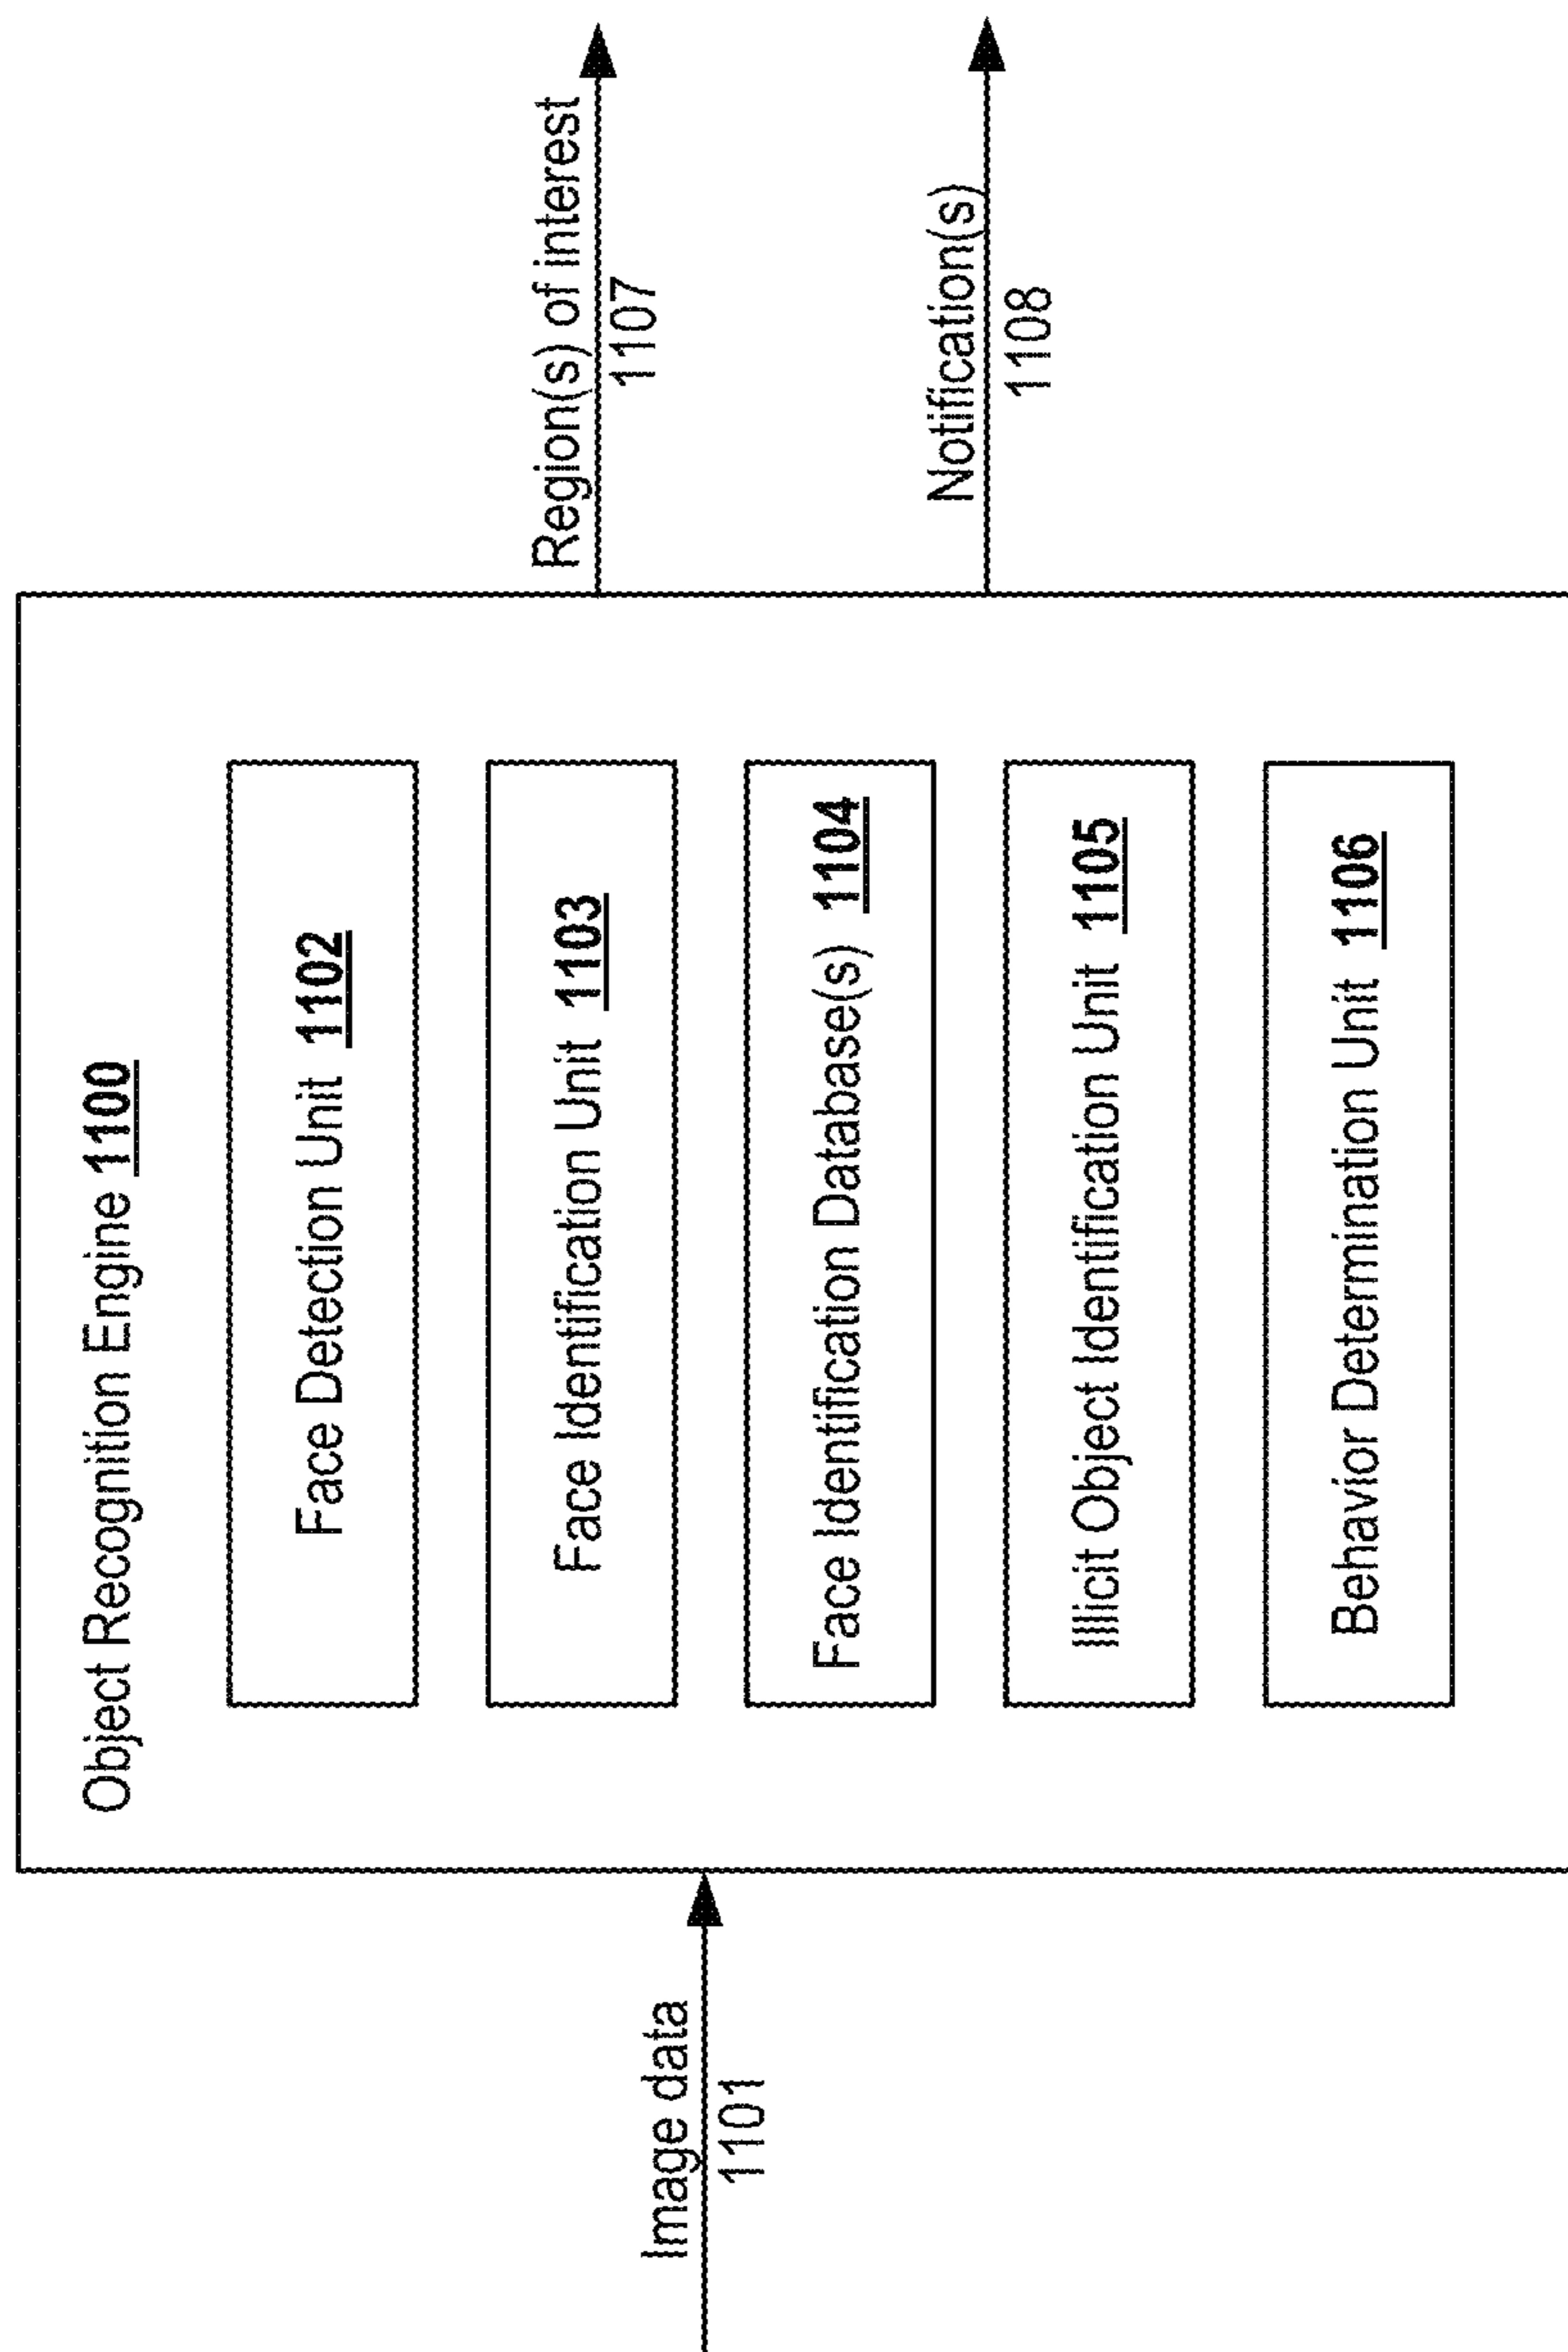 Object Recognition Engine 1100
Face Detection Unit 1102
Face Identification Unit 1103
Face Identification Database(s) 1104
Illicit Object Identification Unit 1105
Behavior Determination Unit 1106
Image data
1101
Region(s) of interest
1107
Notification(s)
1108